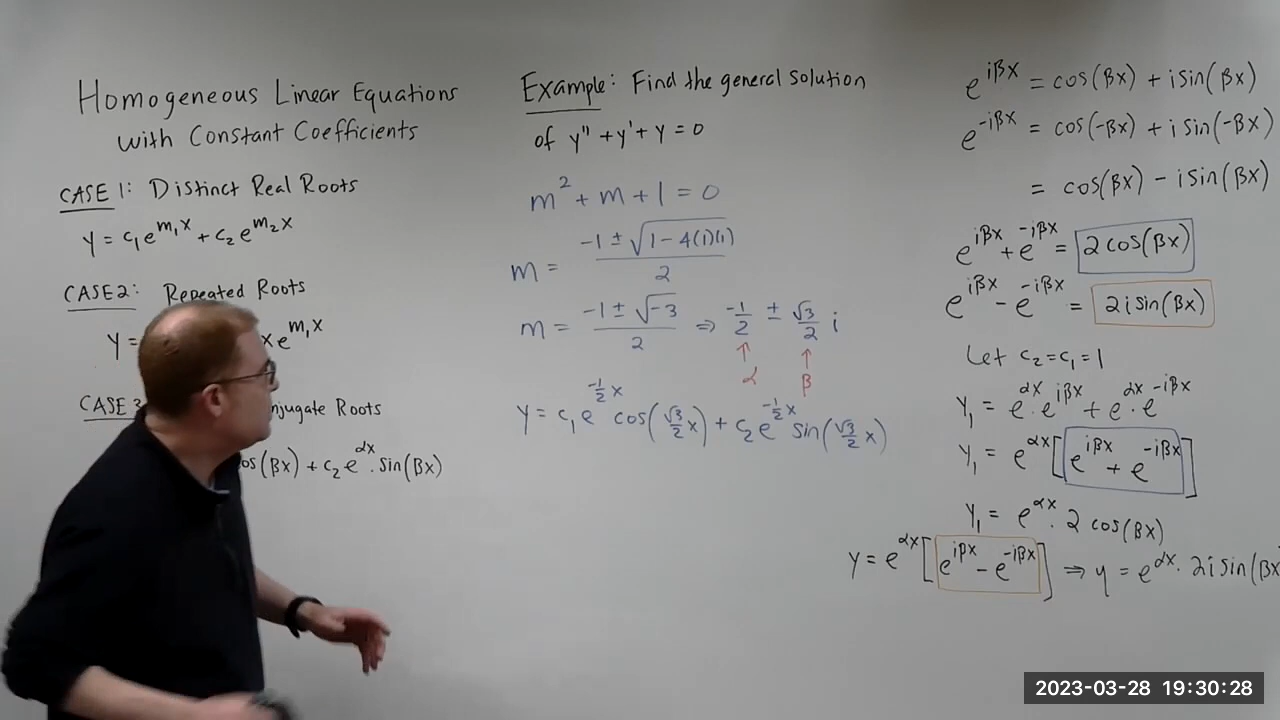 Homogeneous Linear Equations
with Constant Coefficients
CASE 1: Distinct Real Roots
y = c₁e^{m₁x} + c₂e^{m₂x}
CASE 2: Repeated Roots
y = xe^{m₁x}
CASE 3 Roots
os(βx) + c₂e^{αx}·sin(βx)
Example: Find the general solution
of y'' + y' + y = 0
m² + m + 1 = 0
m = (-1 ± √(1-4(1)(1)))/2
m = (-1 ± √-3)/2 ⇒ -1/2 ± √3/2 i
↑ ↑
α β
y = c₁e^{-1/2 x} cos(√3/2 x) + c₂e^{-1/2 x} sin(√3/2 x)
e^{iβx} = cos(βx) + i sin(βx)
e^{-iβx} = cos(-βx) + i sin(-βx)
= cos(βx) - i sin(βx)
e^{iβx} + e^{-iβx} = 2cos(βx)
e^{iβx} - e^{-iβx} = 2i sin(βx)
Let c₂=c₁=1
y₁ = e^{αx}·e^{iβx} + e^{αx}·e^{-iβx}
y₁ = e^{αx}[e^{iβx} + e^{-iβx}]
y₁ = e^{αx}·2 cos(βx)
y = e^{αx}[e^{iβx} - e^{-iβx}] ⇒ y = e^{αx}·2i sin(βx
2023-03-28 19:30:28